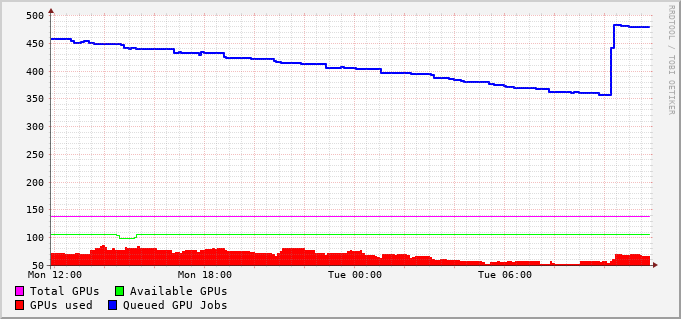 500
450
400
350
300
250
200
150
100
50
Mon 12:00 Mon 18:00 Tue 00:00 Tue 06:00
Total GPUs Available GPUs
GPUs used Queued GPU Jobs
RRDTOOL / TOBI OETIKER